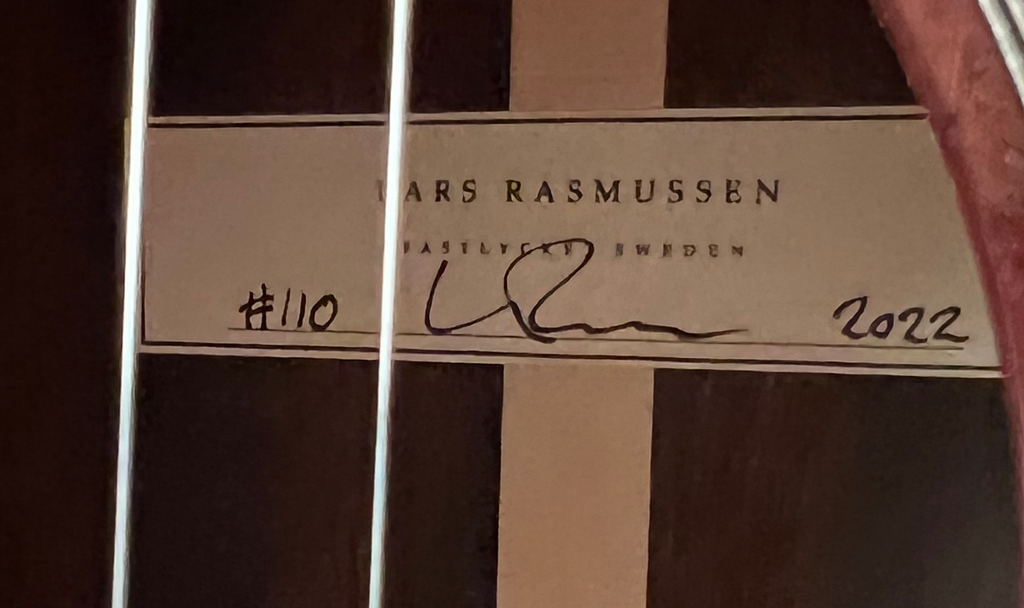 LARS RASMUSSEN
SWEDEN
#110 2022